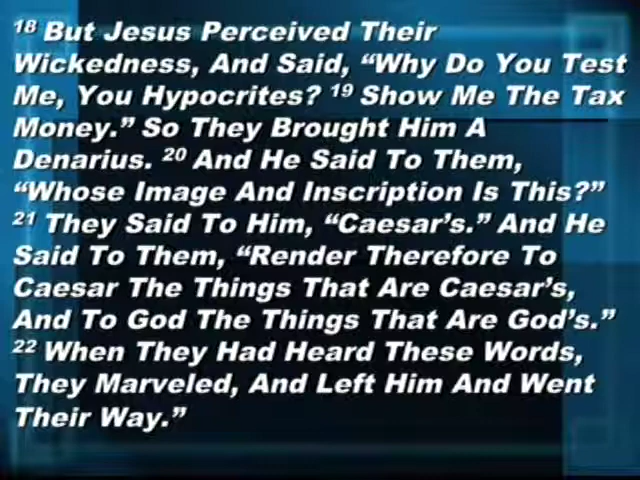 18 But Jesus Perceived Their
Wickedness, And Said, “Why Do You Test
Me, You Hypocrites? 19 Show Me The Tax
Money.” So They Brought Him A
Denarius. 20 And He Said To Them,
“Whose Image And Inscription Is This?”
21 They Said To Him, “Caesar’s.” And He
Said To Them, “Render Therefore To
Caesar The Things That Are Caesar’s,
And To God The Things That Are God’s.”
22 When They Had Heard These Words,
They Marveled, And Left Him And Went
Their Way.”